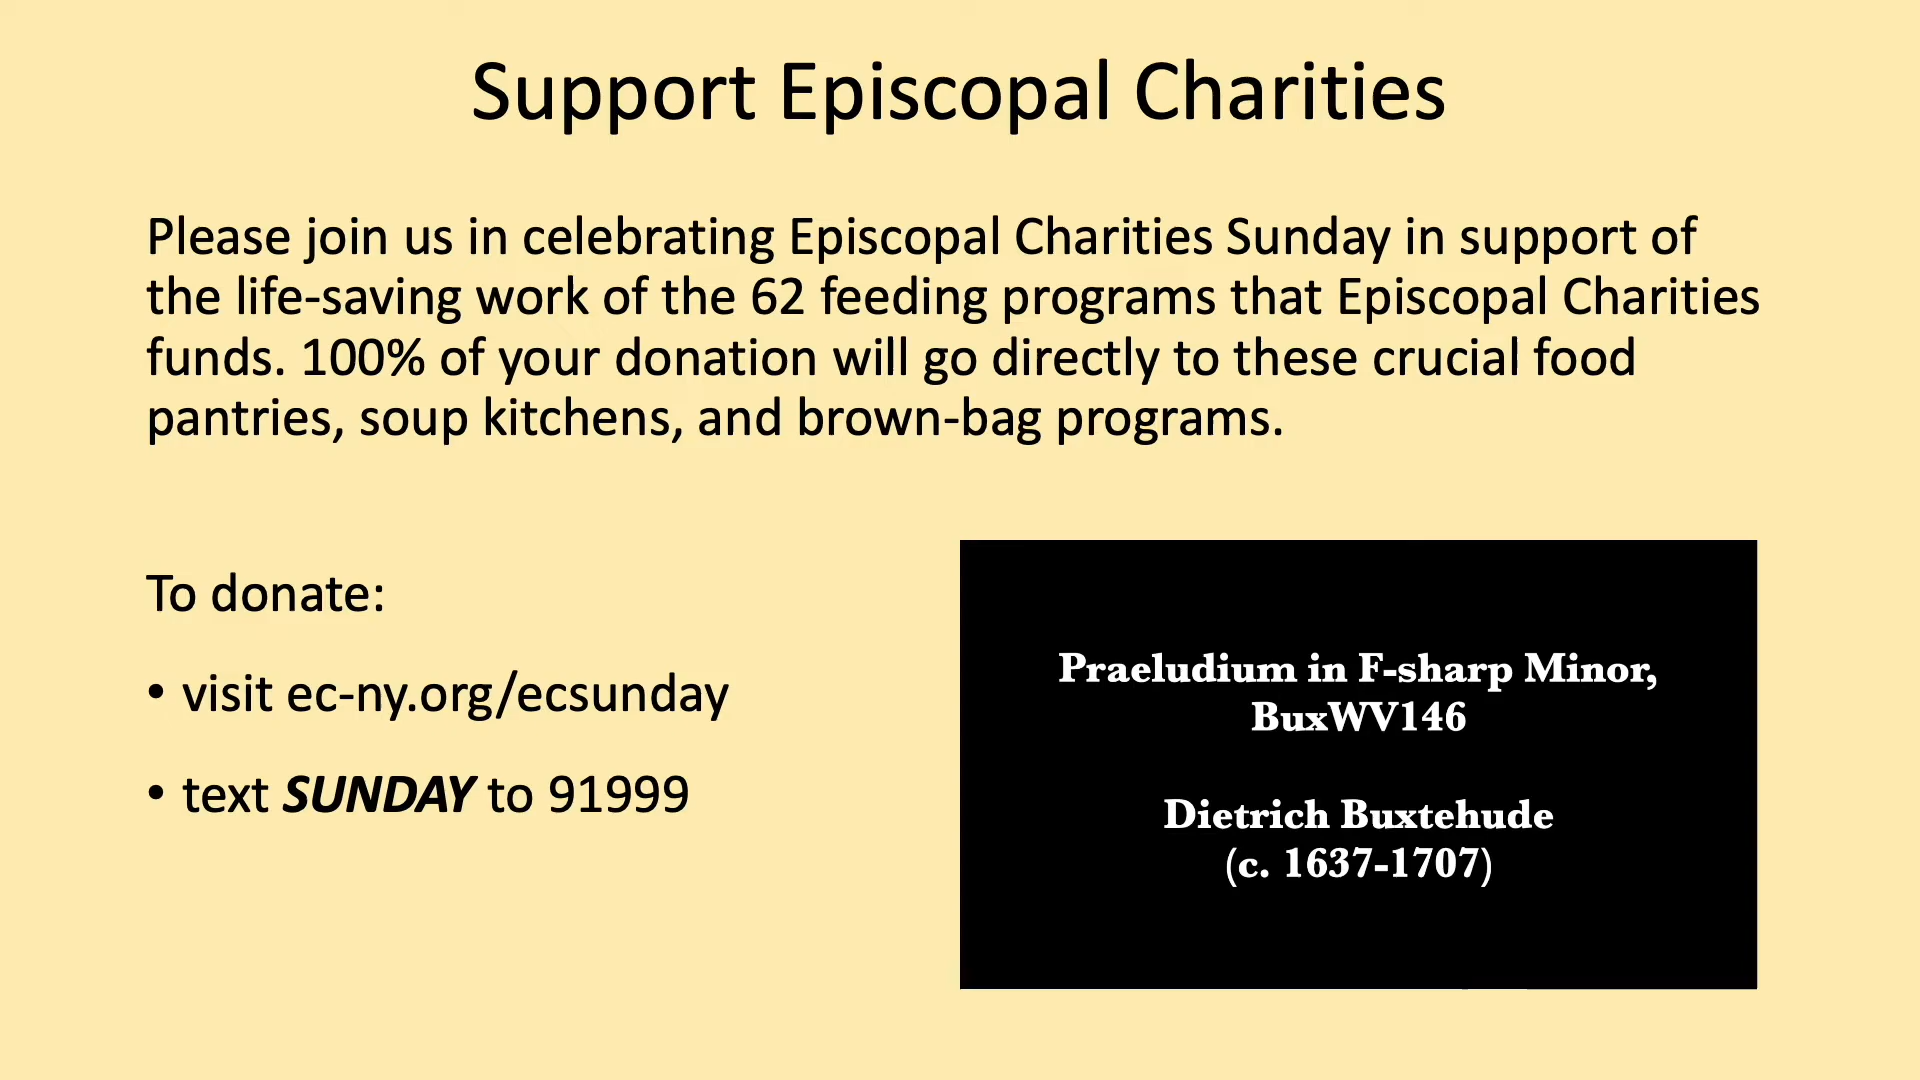 Support Episcopal Charities
Please join us in celebrating Episcopal Charities Sunday in support of
the life-saving work of the 62 feeding programs that Episcopal Charities
funds. 100% of your donation will go directly to these crucial food
pantries, soup kitchens, and brown-bag programs.
To donate:
• visit ec-ny.org/ecsunday
• text SUNDAY to 91999
Praeludium in F-sharp Minor,
BuxWV146
Dietrich Buxtehude
(c. 1637-1707)